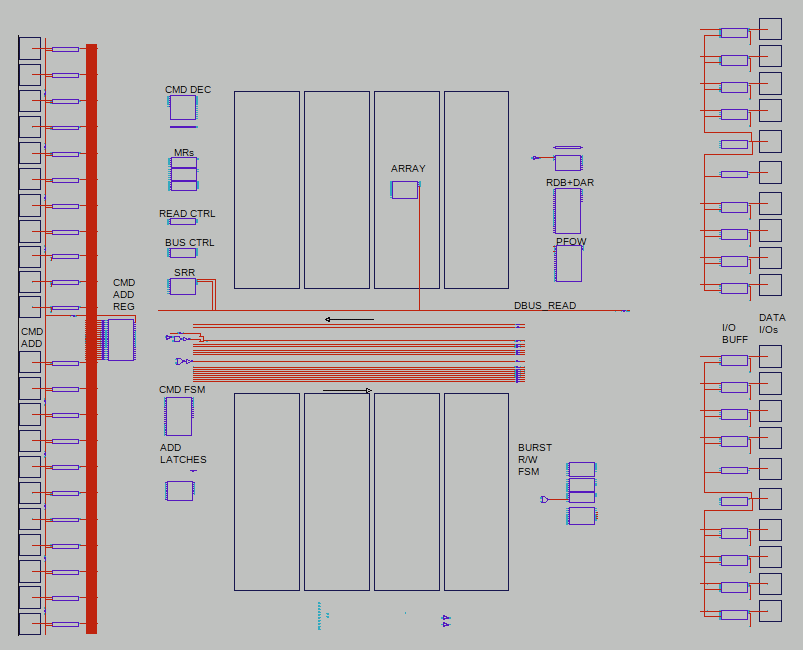 CMD DEC
MRs
READ CTRL
BUS CTRL
SRR
CMD
ADD
REG
CMD
ADD
ARRAY
RDB+DAR
PFOW
DBUS_READ
I/O
BUFF
DATA
I/Os
CMD FSM
ADD
LATCHES
BURST
R/W
FSM